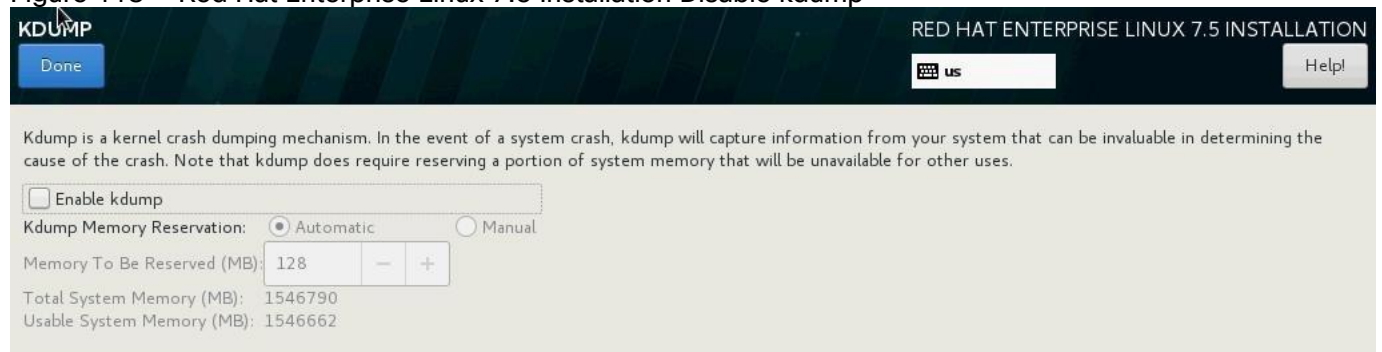 KDUMP
RED HAT ENTERPRISE LINUX 7.5 INSTALLATION
Done
us
Help!
Kdump is a kernel crash dumping mechanism. In the event of a system crash, kdump will capture information from your system that can be invaluable in determining the
cause of the crash. Note that kdump does require reserving a portion of system memory that will be unavailable for other uses.
Enable kdump
Kdump Memory Reservation: Automatic Manual
Memory To Be Reserved (MB): 128 - +
Total System Memory (MB): 1546790
Usable System Memory (MB): 1546662